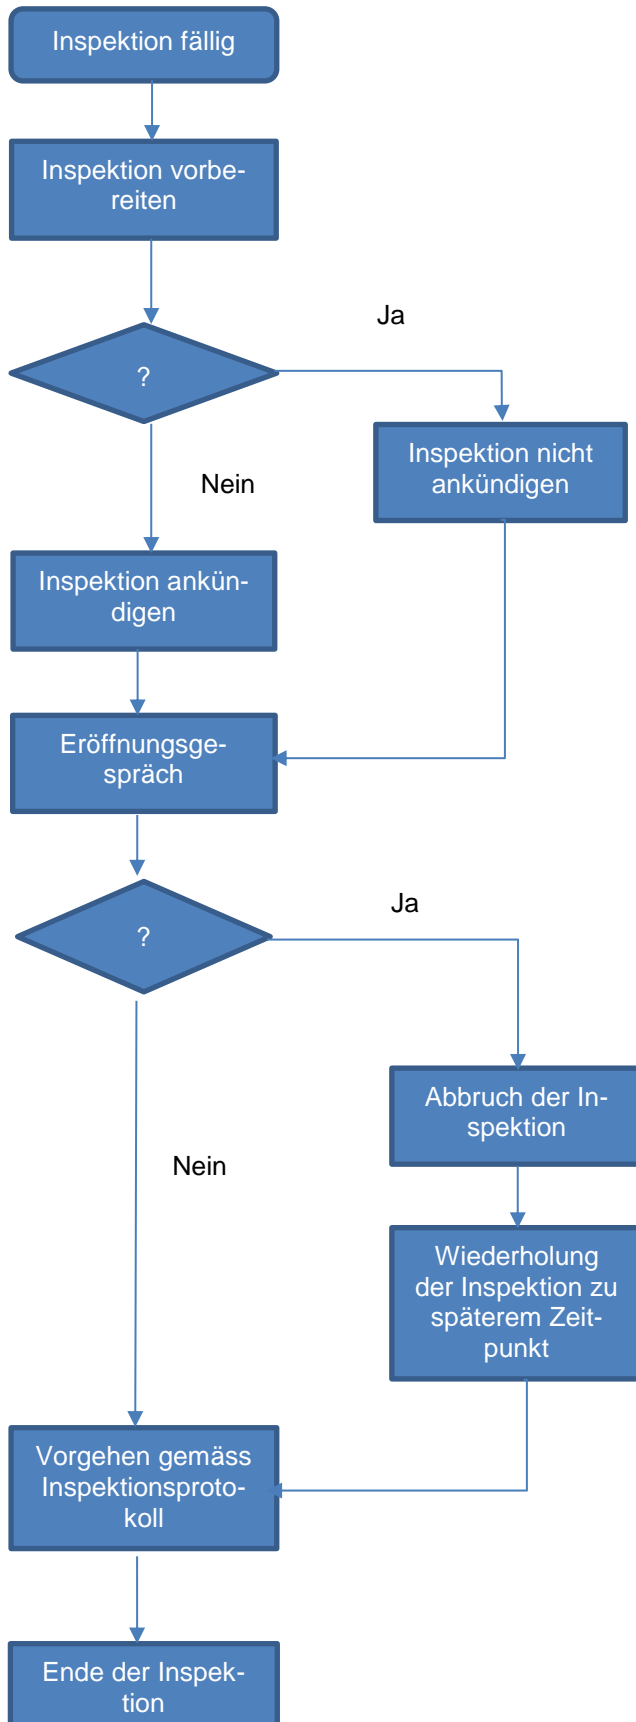 Inspektion fällig
Inspektion vorbe-
reiten
Ja
?
Inspektion nicht
ankündigen
Nein
Inspektion ankün-
digen
Eröffnungsge-
spräch
Ja
?
Abbruch der In-
spektion
Nein
Wiederholung
der Inspektion zu
späterem Zeit-
punkt
Vorgehen gemäss
Inspektionsproto-
koll
Ende der Inspek-
tion